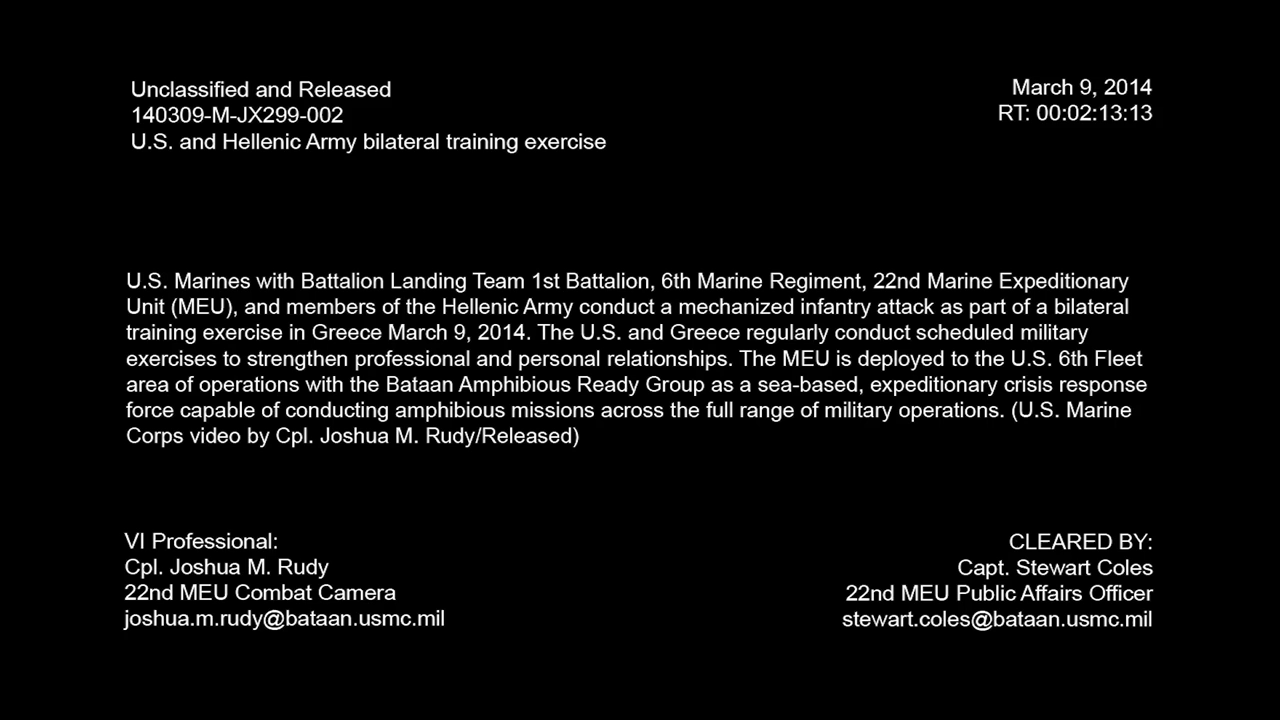 Unclassified and Released
140309-M-JX299-002
U.S. and Hellenic Army bilateral training exercise
March 9, 2014
RT: 00:02:13:13
U.S. Marines with Battalion Landing Team 1st Battalion, 6th Marine Regiment, 22nd Marine Expeditionary
Unit (MEU), and members of the Hellenic Army conduct a mechanized infantry attack as part of a bilateral
training exercise in Greece March 9, 2014. The U.S. and Greece regularly conduct scheduled military
exercises to strengthen professional and personal relationships. The MEU is deployed to the U.S. 6th Fleet
area of operations with the Bataan Amphibious Ready Group as a sea-based, expeditionary crisis response
force capable of conducting amphibious missions across the full range of military operations. (U.S. Marine
Corps video by Cpl. Joshua M. Rudy/Released)
VI Professional:
Cpl. Joshua M. Rudy
22nd MEU Combat Camera
joshua.m.rudy@bataan.usmc.mil
CLEARED BY:
Capt. Stewart Coles
22nd MEU Public Affairs Officer
stewart.coles@bataan.usmc.mil